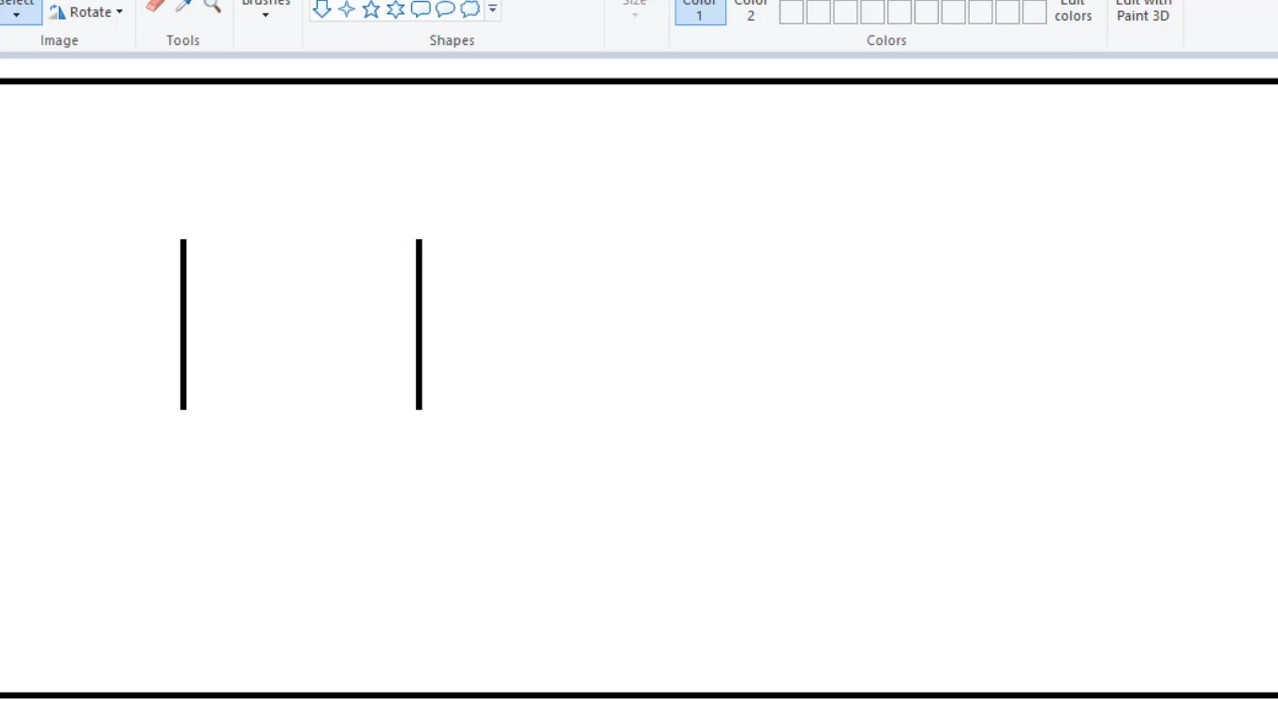 Select
Rotate
Brushes
Size
Color
1
Color
2
Edit
colors
Edit with
Paint 3D
Image
Tools
Shapes
Colors